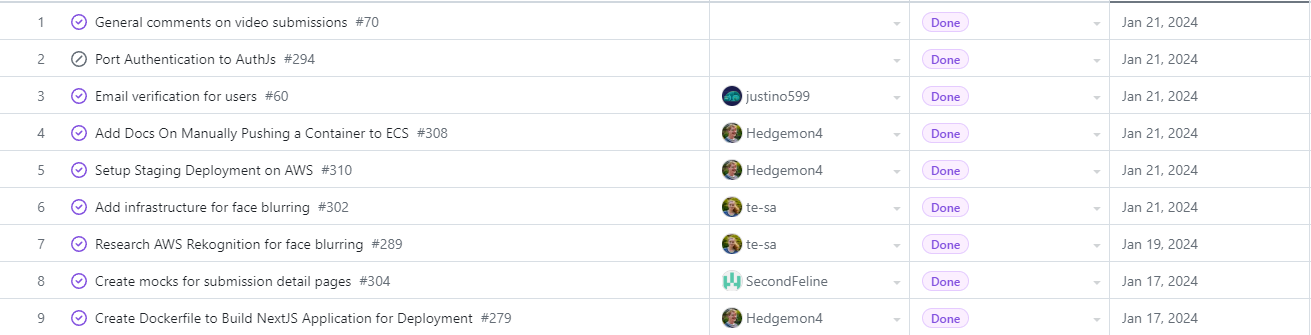 1 General comments on video submissions #70 Done Jan 21, 2024
2 Port Authentication to AuthJs #294 Done Jan 21, 2024
3 Email verification for users #60 justino599 Done Jan 21, 2024
4 Add Docs On Manually Pushing a Container to ECS #308 Hedgemon4 Done Jan 21, 2024
5 Setup Staging Deployment on AWS #310 Hedgemon4 Done Jan 21, 2024
6 Add infrastructure for face blurring #302 te-sa Done Jan 21, 2024
7 Research AWS Rekognition for face blurring #289 te-sa Done Jan 19, 2024
8 Create mocks for submission detail pages #304 SecondFeline Done Jan 17, 2024
9 Create Dockerfile to Build NextJS Application for Deployment #279 Hedgemon4 Done Jan 17, 2024